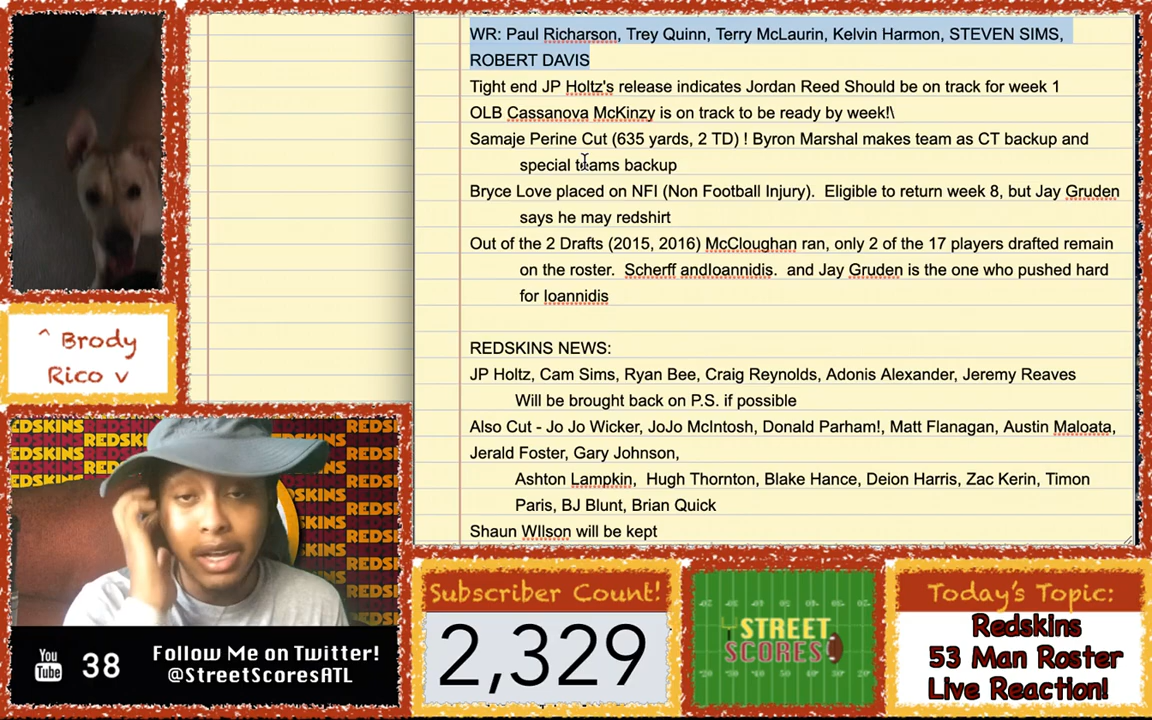 WR: Paul Richarson, Trey Quinn, Terry McLaurin, Kelvin Harmon, STEVEN SIMS,
ROBERT DAVIS
Tight end JP Holtz's release indicates Jordan Reed Should be on track for week 1
OLB Cassanova McKinzy is on track to be ready by week!\
Samaje Perine Cut (635 yards, 2 TD) ! Byron Marshal makes team as CT backup and
special teams backup
Bryce Love placed on NFI (Non Football Injury). Eligible to return week 8, but Jay Gruden
says he may redshirt
Out of the 2 Drafts (2015, 2016) McCloughan ran, only 2 of the 17 players drafted remain
on the roster. Scherff andIoannidis. and Jay Gruden is the one who pushed hard
for Ioannidis
REDSKINS NEWS:
JP Holtz, Cam Sims, Ryan Bee, Craig Reynolds, Adonis Alexander, Jeremy Reaves
Will be brought back on P.S. if possible
Also Cut - Jo Jo Wicker, JoJo McIntosh, Donald Parham!, Matt Flanagan, Austin Maloata,
Jerald Foster, Gary Johnson,
Ashton Lampkin, Hugh Thornton, Blake Hance, Deion Harris, Zac Kerin, Timon
Paris, BJ Blunt, Brian Quick
Shaun WIlson will be kept
^ Brody
Rico v
REDSKINS
You Tube 38
Follow Me on Twitter!
@StreetScoresATL
Subscriber Count!
2,329
STREET
SCORES
Today's Topic:
Redskins
53 Man Roster
Live Reaction!